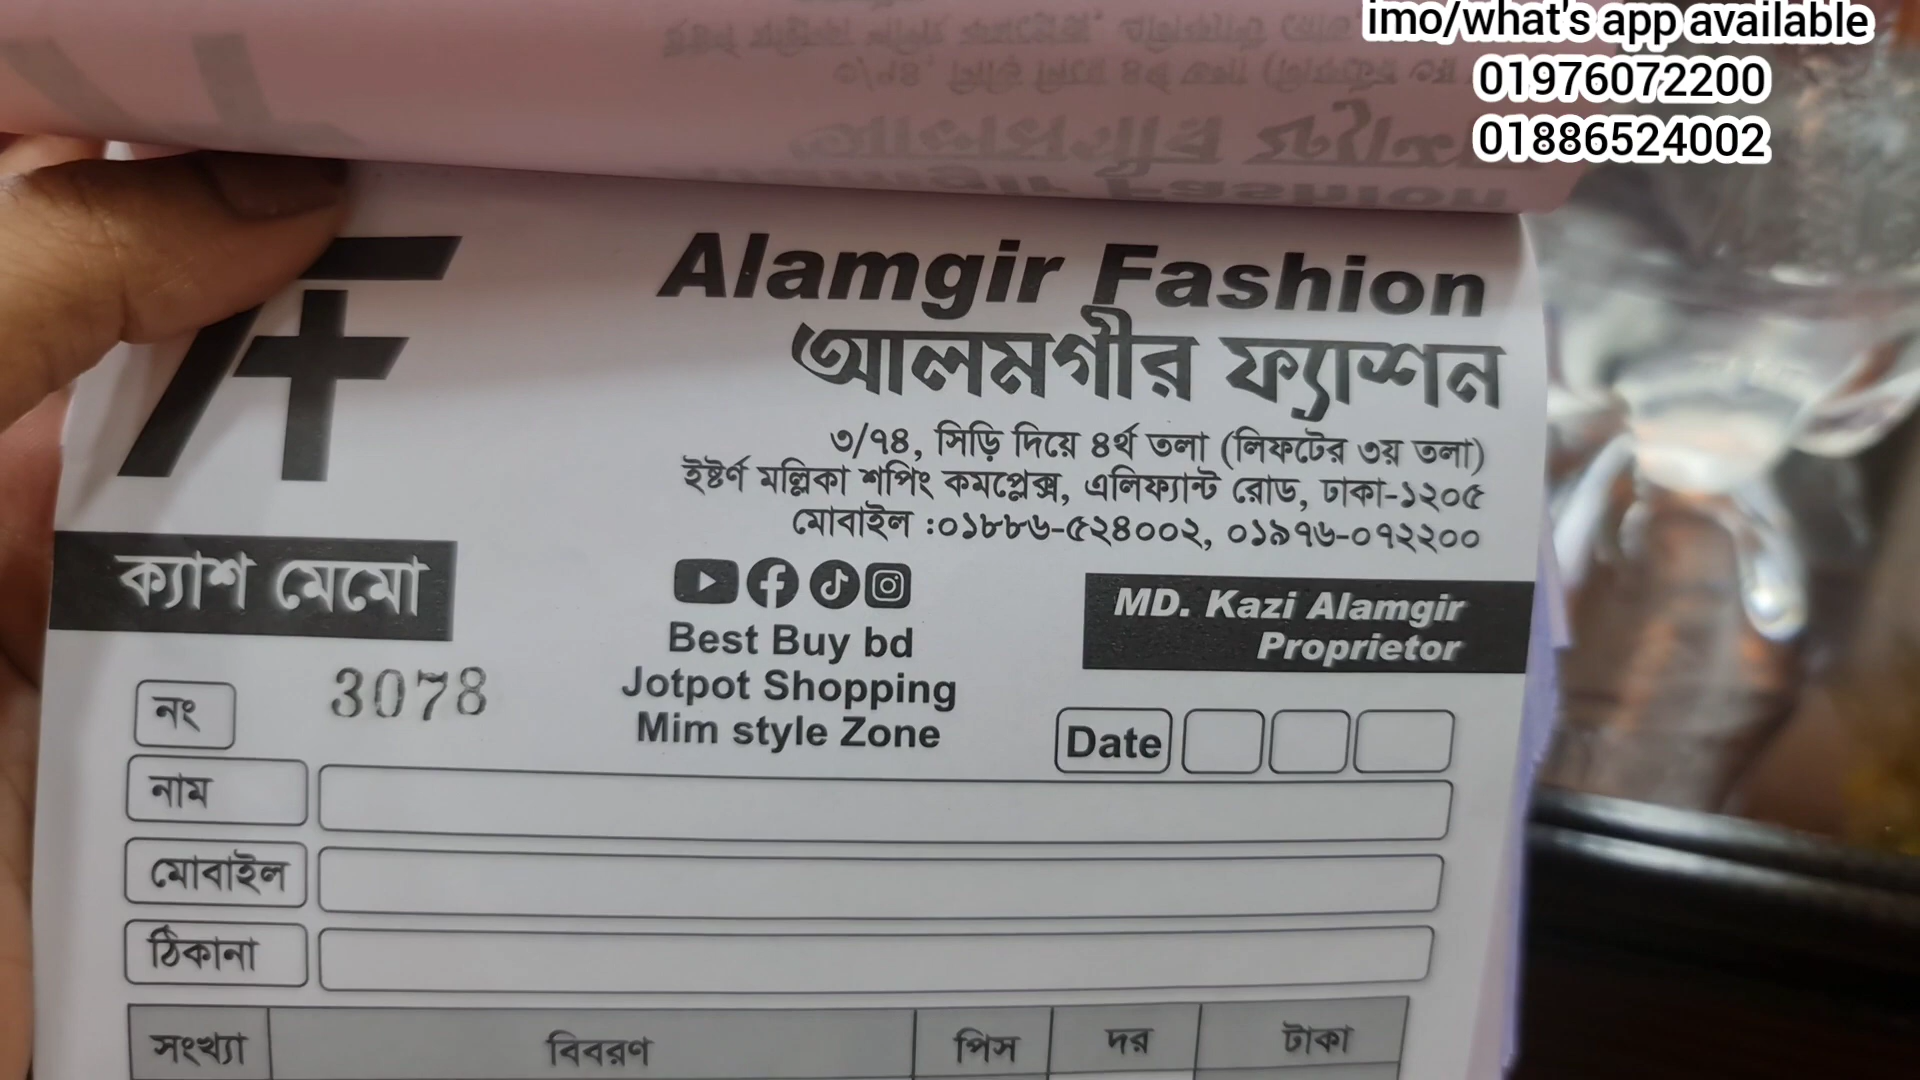 imo/what's app available
01976072200
01886524002
Alamgir Fashion
আলমগীর ফ্যাশন
৩/৭৪, সিড়ি দিয়ে ৪র্থ তলা (লিফটের ৩য় তলা)
ইষ্টর্ণ মল্লিকা শপিং কমপ্লেক্স, এলিফ্যান্ট রোড, ঢাকা-১২০৫
মোবাইল :০১৮৮৬-৫২৪০০২, ০১৯৭৬-০৭২২০০
ক্যাশ মেমো
Best Buy bd
Jotpot Shopping
Mim style Zone
MD. Kazi Alamgir
Proprietor
নং 3078
Date
নাম
মোবাইল
ঠিকানা
সংখ্যা বিবরণ পিস দর টাকা